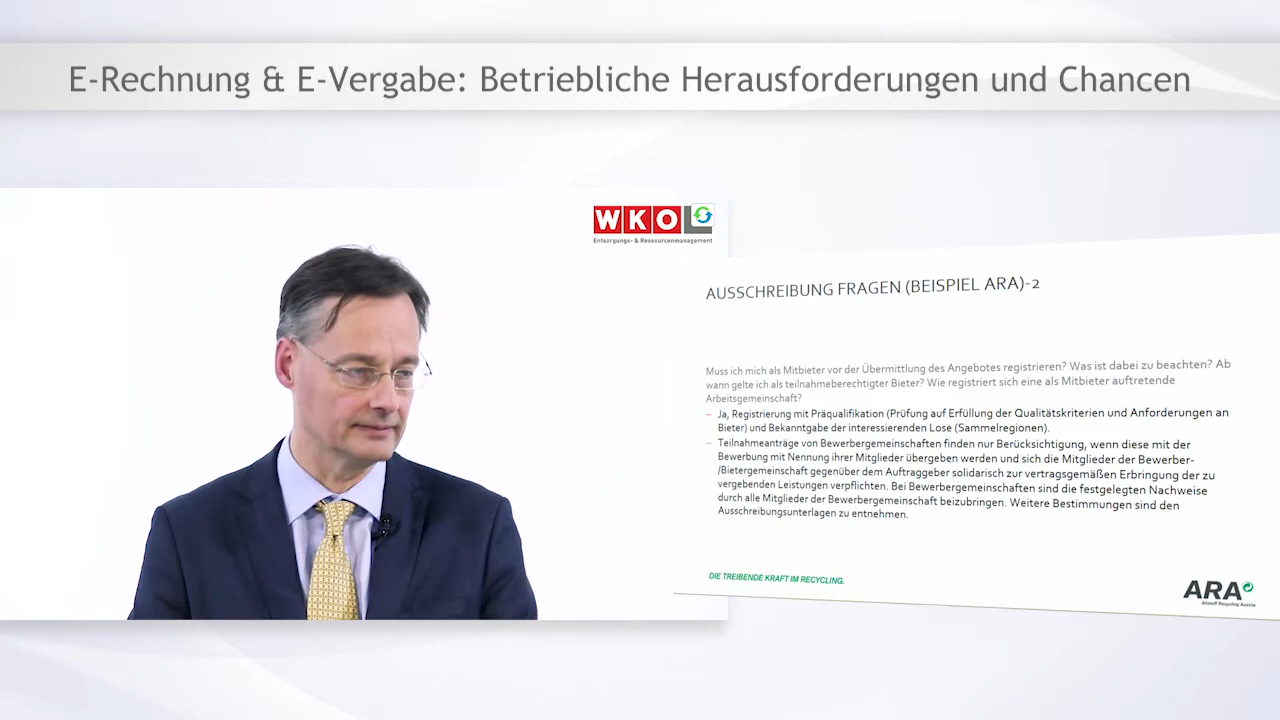 E-Rechnung & E-Vergabe: Betriebliche Herausforderungen und Chancen
WKO
Entsorgungs- & Ressourcenmanagement
AUSSCHREIBUNG FRAGEN (BEISPIEL ARA)-2
Muss ich mich als Mitbieter vor der Übermittlung des Angebotes registrieren? Was ist dabei zu beachten? Ab
wann gelte ich als teilnahmeberechtigter Bieter? Wie registriert sich eine als Mitbieter auftretende
Arbeitsgemeinschaft?
– Ja, Registrierung mit Präqualifikation (Prüfung auf Erfüllung der Qualitätskriterien und Anforderungen an
Bieter) und Bekanntgabe der interessierenden Lose (Sammelregionen).
– Teilnahmeanträge von Bewerbergemeinschaften finden nur Berücksichtigung, wenn diese mit der
Bewerbung mit Nennung ihrer Mitglieder übergeben werden und sich die Mitglieder der Bewerber-
/Bietergemeinschaft gegenüber dem Auftraggeber solidarisch zur vertragsgemäßen Erbringung der zu
vergebenden Leistungen verpflichten. Bei Bewerbergemeinschaften sind die festgelegten Nachweise
durch alle Mitglieder der Bewerbergemeinschaft beizubringen. Weitere Bestimmungen sind den
Ausschreibungsunterlagen zu entnehmen.
DIE TREIBENDE KRAFT IM RECYCLING.
ARA
Altstoff Recycling Austria